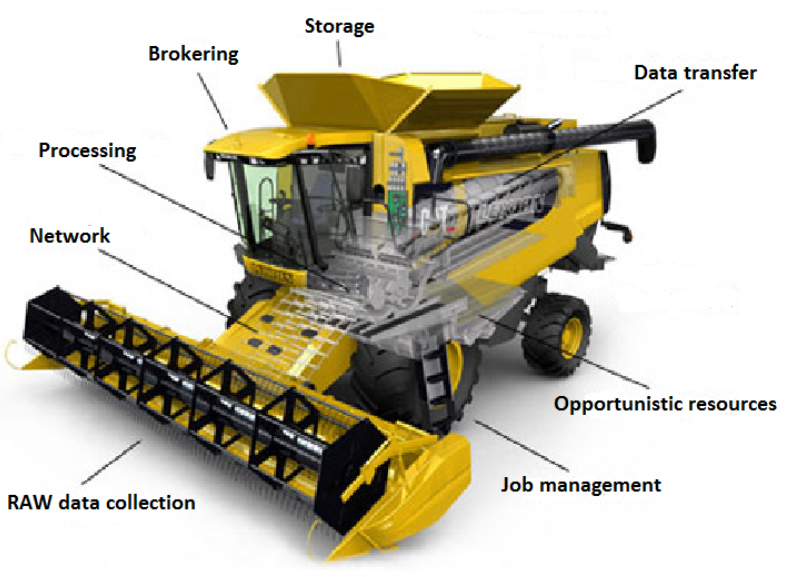 Storage
Brokering
Data transfer
Processing
Network
Opportunistic resources
Job management
RAW data collection